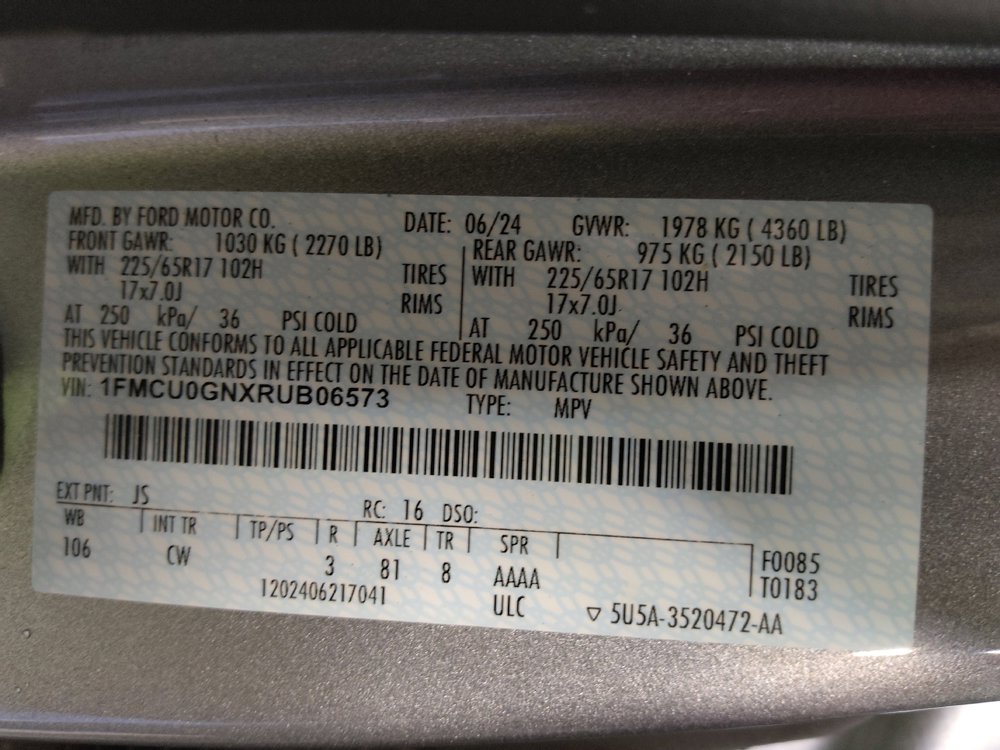 MFD. BY FORD MOTOR CO. DATE: 06/24 GVWR: 1978 KG ( 4360 LB)
FRONT GAWR: 1030 KG ( 2270 LB) REAR GAWR: 975 KG ( 2150 LB)
WITH 225/65R17 102H TIRES WITH 225/65R17 102H TIRES
17x7.0J RIMS 17x7.0J RIMS
AT 250 kPa/ 36 PSI COLD AT 250 kPa/ 36 PSI COLD
THIS VEHICLE CONFORMS TO ALL APPLICABLE FEDERAL MOTOR VEHICLE SAFETY AND THEFT
PREVENTION STANDARDS IN EFFECT ON THE DATE OF MANUFACTURE SHOWN ABOVE.
VIN: 1FMCU0GNXRUB06573 TYPE: MPV
EXT PNT: JS RC: 16 DSO:
WB INT TR TP/PS R AXLE TR SPR
106 CW 3 81 8 AAAA F0085
1202406217041 ULC T0183
▽ 5U5A-3520472-AA